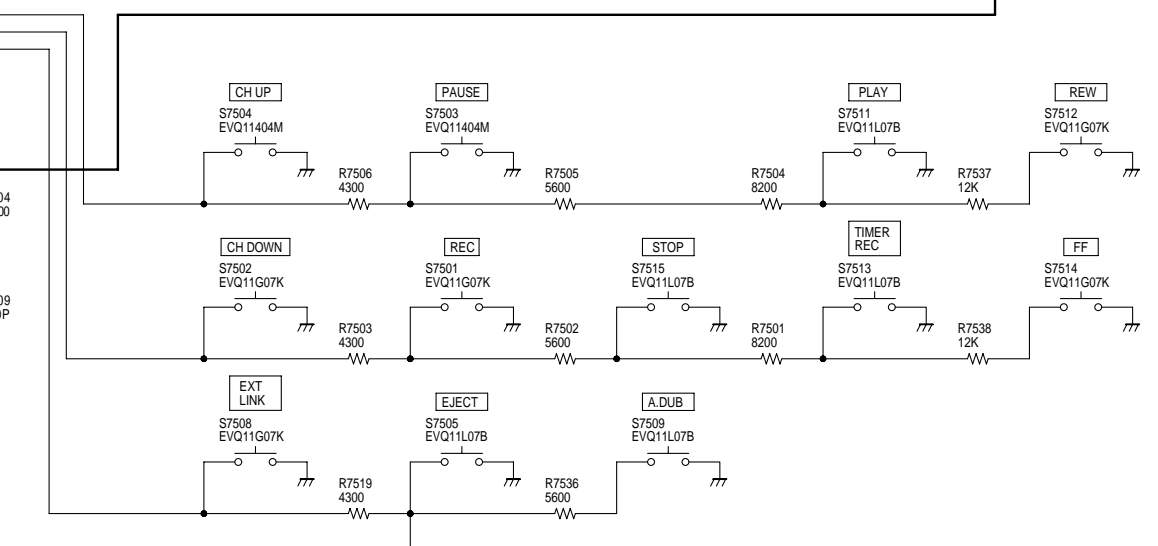 CH UP
S7504
EVQ11404M
PAUSE
S7503
EVQ11404M
PLAY
S7511
EVQ11L07B
REW
S7512
EVQ11G07K
R7506
4300
R7505
5600
R7504
8200
R7537
12K
04
00
CH DOWN
S7502
EVQ11G07K
REC
S7501
EVQ11G07K
STOP
S7515
EVQ11L07B
TIMER
REC
S7513
EVQ11L07B
FF
S7514
EVQ11G07K
09
0P
R7503
4300
R7502
5600
R7501
8200
R7538
12K
EXT
LINK
S7508
EVQ11G07K
EJECT
S7505
EVQ11L07B
A.DUB
S7509
EVQ11L07B
R7519
4300
R7536
5600